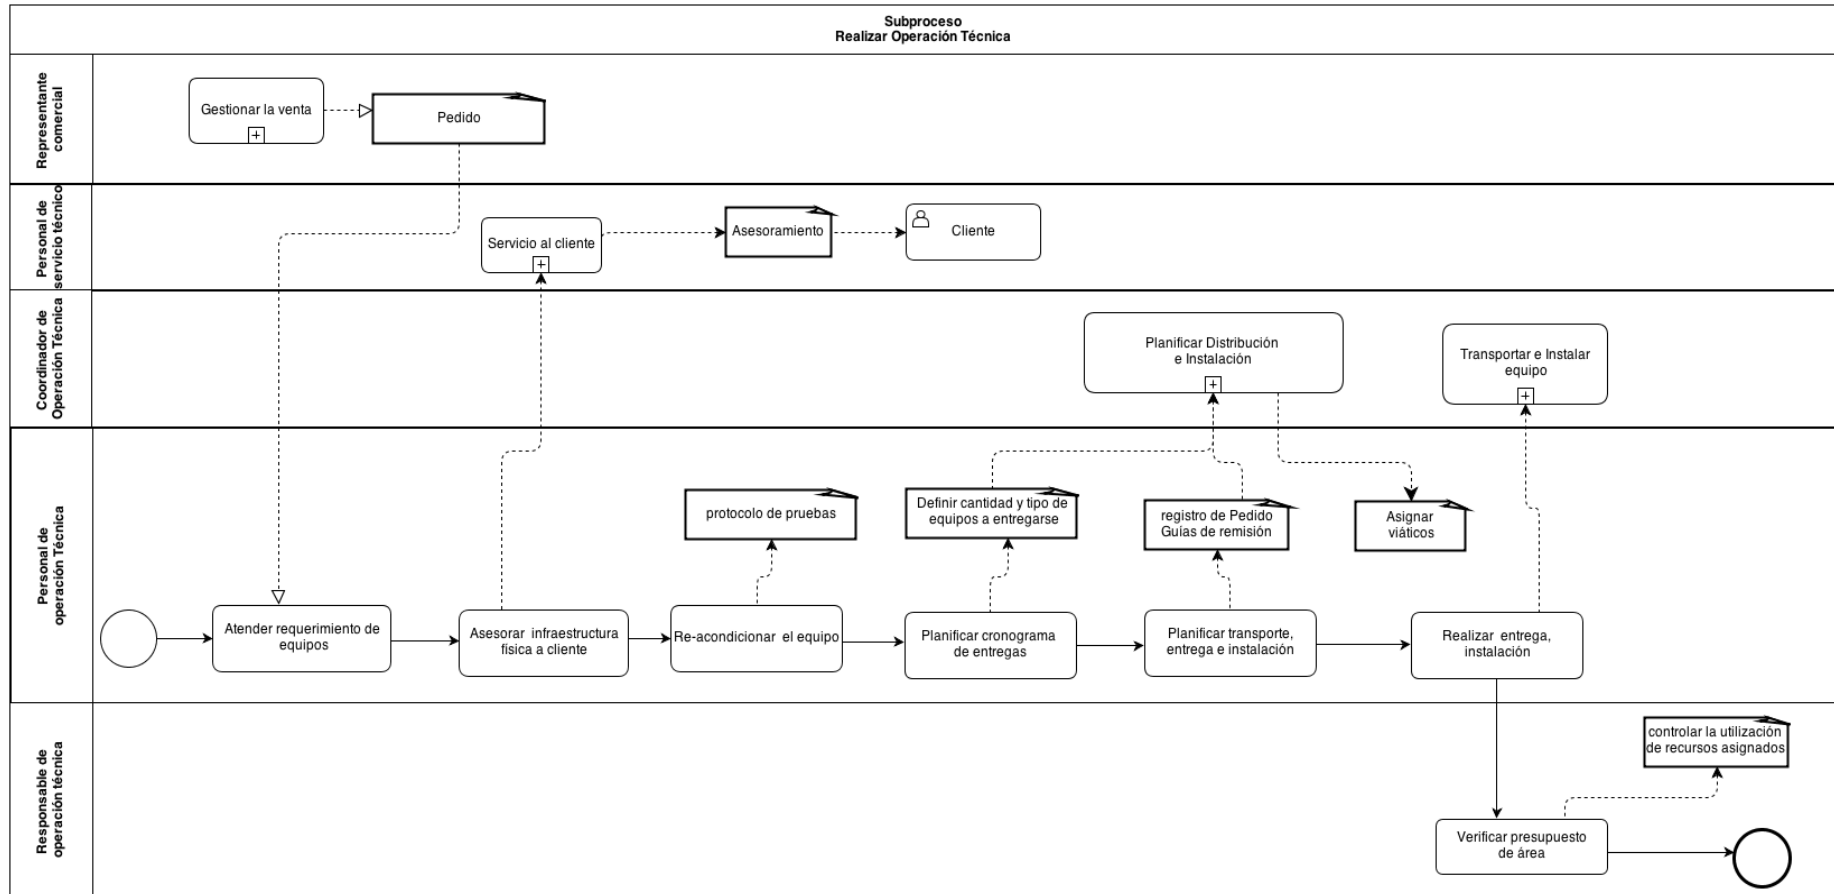 Subproceso
Realizar Operación Técnica
Representante
comercial
Gestionar la venta
Pedido
Personal de
servicio técnico
Servicio al cliente
Asesoramiento
Cliente
Coordinador de
Operación Técnica
Planificar Distribución
e Instalación
Transportar e Instalar
equipo
Personal de
operación Técnica
protocolo de pruebas
Definir cantidad y tipo de
equipos a entregarse
registro de Pedido
Guías de remisión
Asignar
viáticos
Atender requerimiento de
equipos
Asesorar infraestructura
física a cliente
Re-acondicionar el equipo
Planificar cronograma
de entregas
Planificar transporte,
entrega e instalación
Realizar entrega,
instalación
Responsable de
operación técnica
controlar la utilización
de recursos asignados
Verificar presupuesto
de área